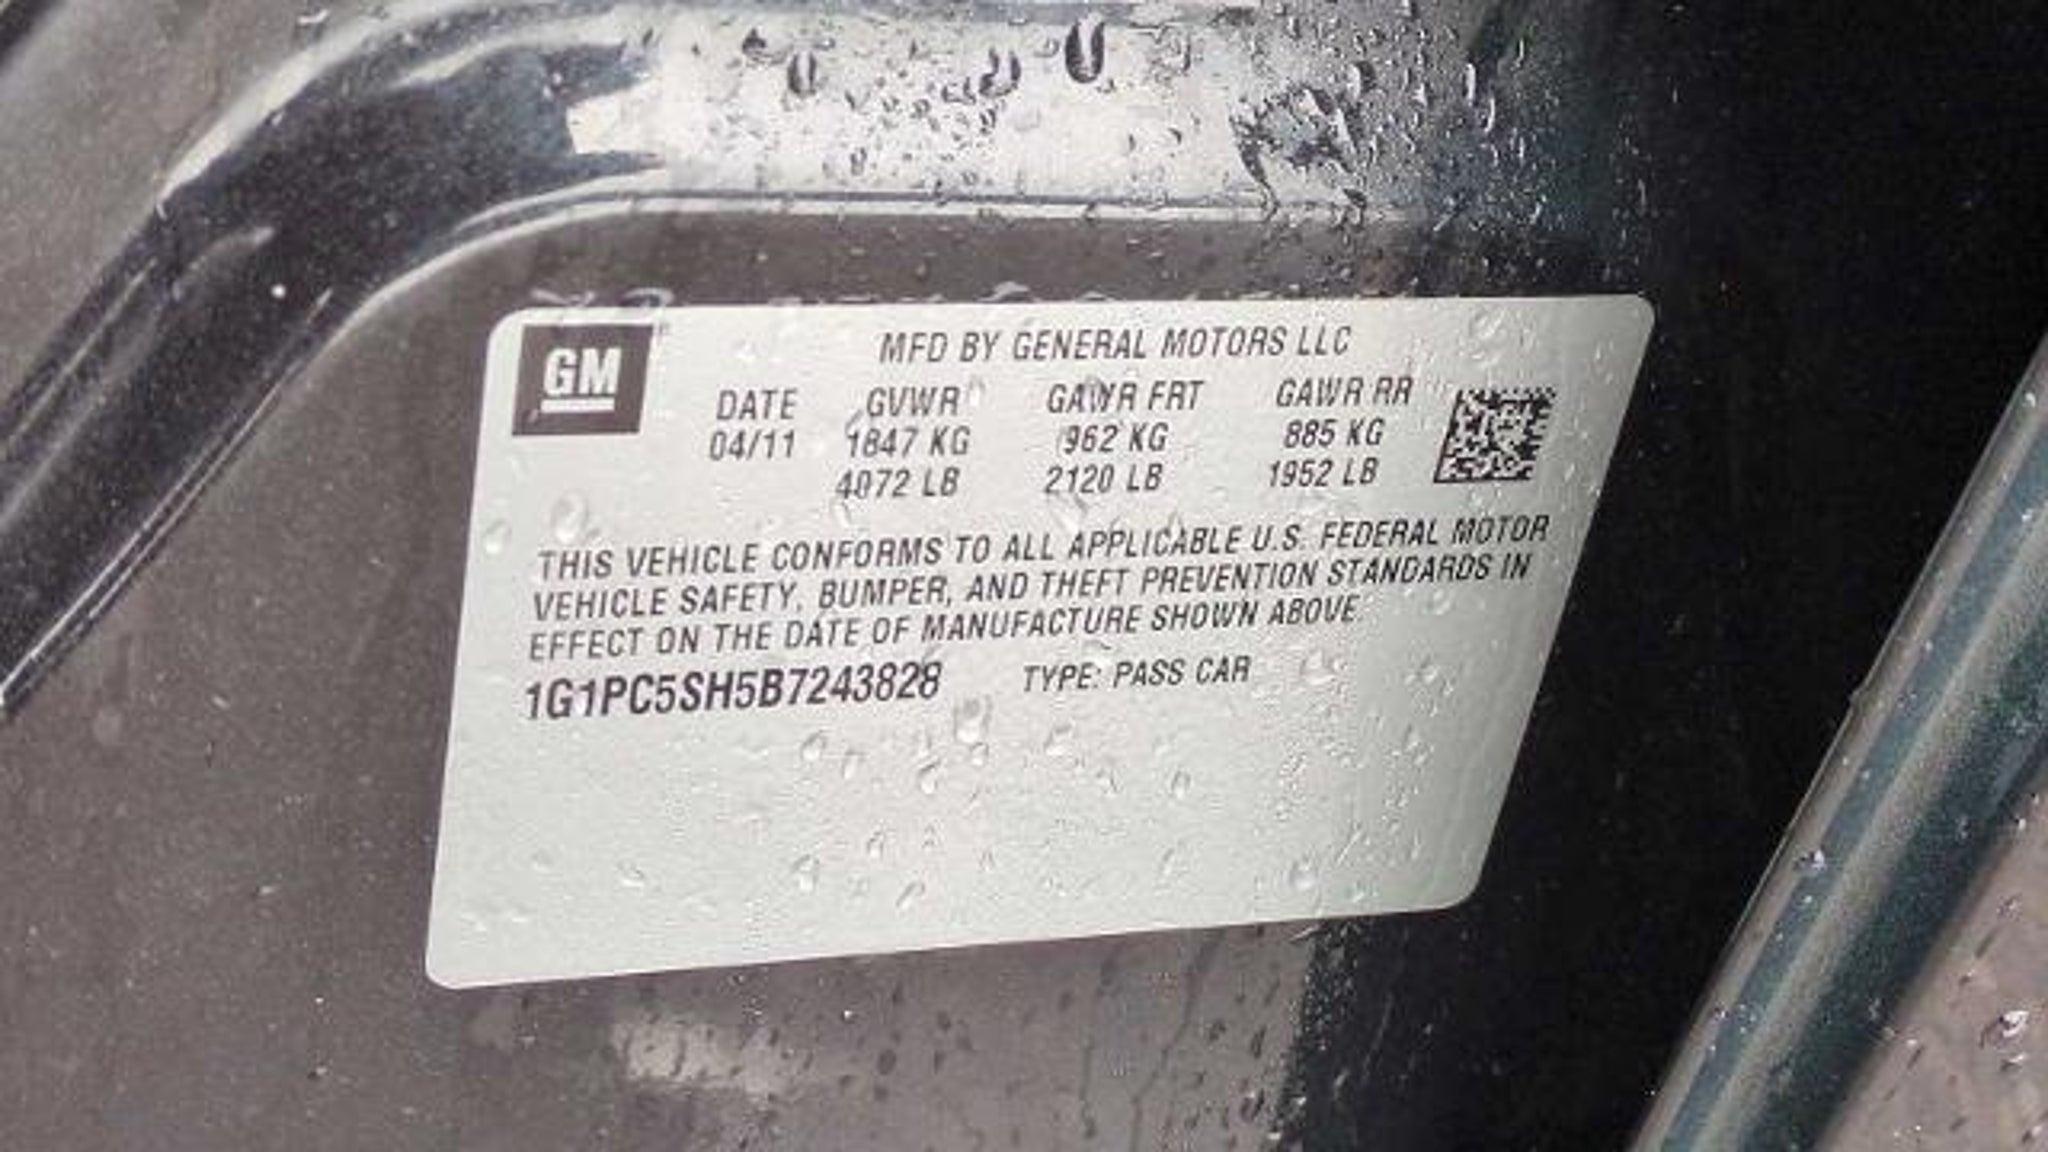 GM
MFD BY GENERAL MOTORS LLC
DATE GVWR GAWR FRT GAWR RR
04/11 1847 KG 962 KG 885 KG
4072 LB 2120 LB 1952 LB
THIS VEHICLE CONFORMS TO ALL APPLICABLE U.S. FEDERAL MOTOR
VEHICLE SAFETY, BUMPER, AND THEFT PREVENTION STANDARDS IN
EFFECT ON THE DATE OF MANUFACTURE SHOWN ABOVE.
1G1PC5SH5B7243828 TYPE: PASS CAR